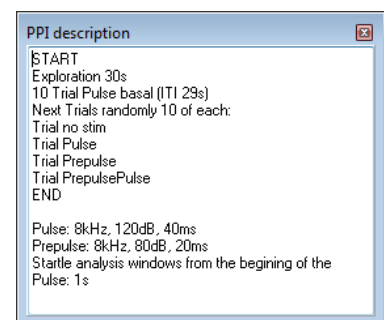 PPI description
START
Exploration 30s
10 Trial Pulse basal (ITI 29s)
Next Trials randomly 10 of each:
Trial no stim
Trial Pulse
Trial Prepulse
Trial PrepulsePulse
END
Pulse: 8kHz, 120dB, 40ms
Prepulse: 8kHz, 80dB, 20ms
Startle analysis windows from the begining of the
Pulse: 1s